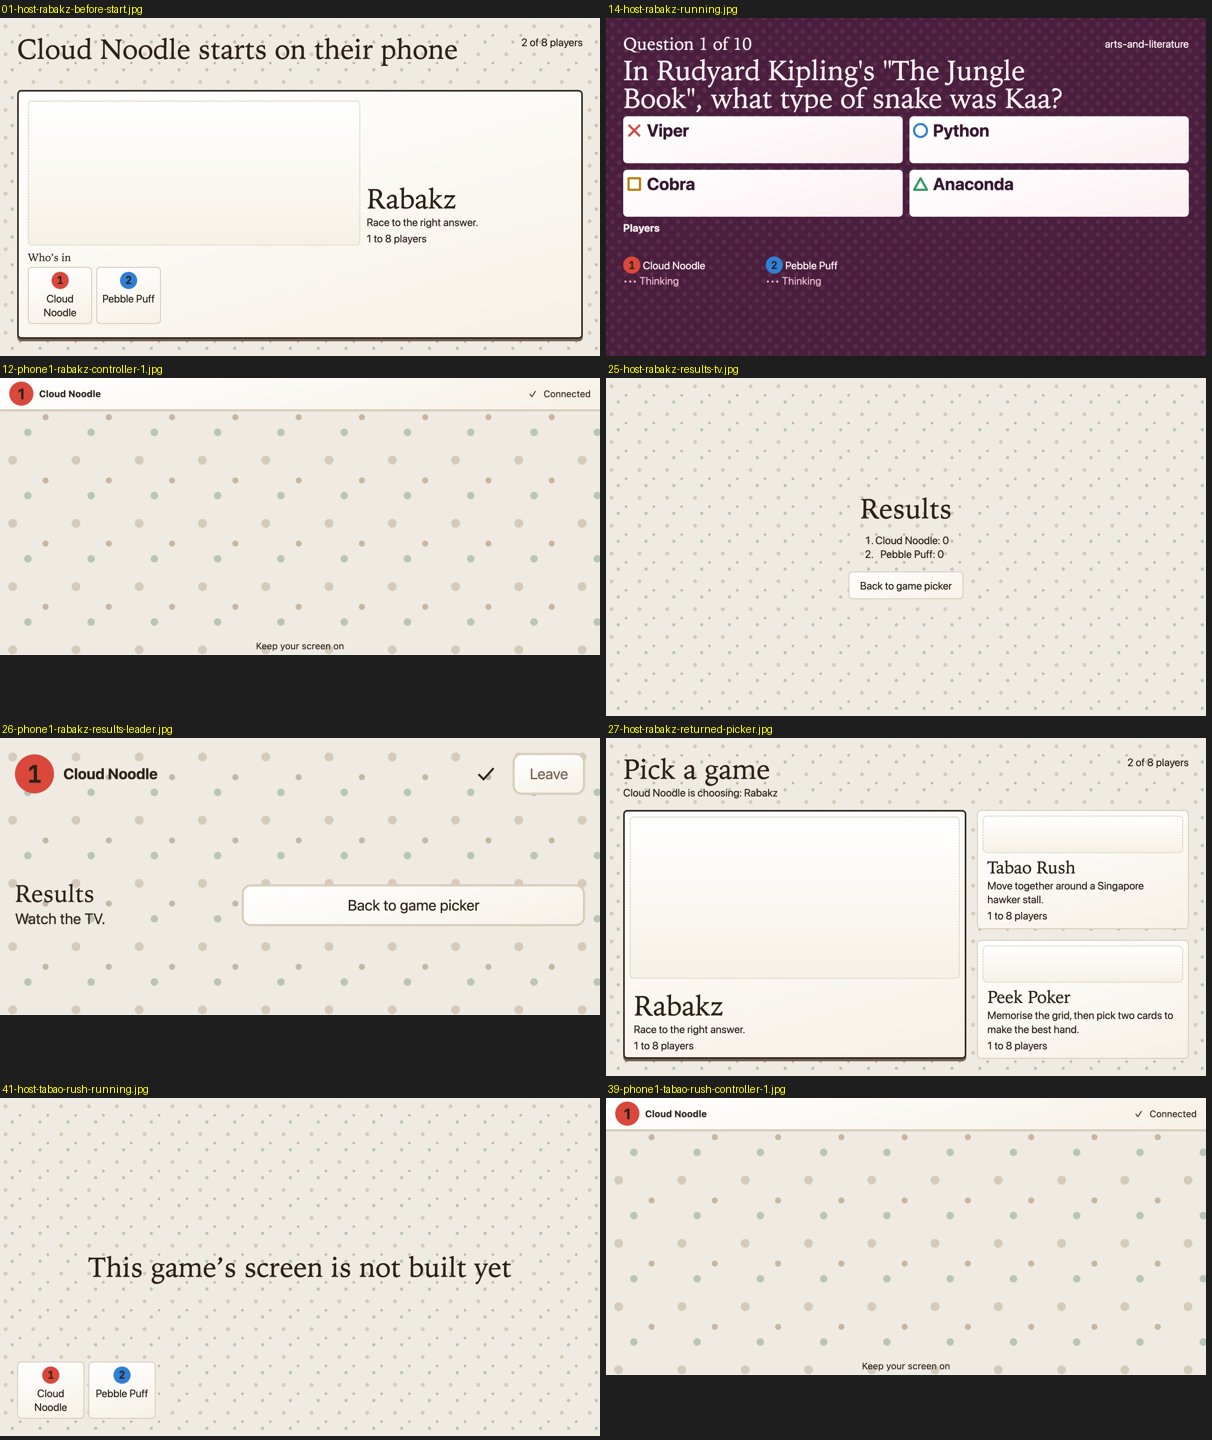 01-host-rabakz-before-start.jpg
Cloud Noodle starts on their phone
2 of 8 players
Rabakz
Race to the right answer.
1 to 8 players
Who's in
1
Cloud
Noodle
2
Pebble Puff
14-host-rabakz-running.jpg
Question 1 of 10
arts-and-literature
In Rudyard Kipling's "The Jungle
Book", what type of snake was Kaa?
Viper
Python
Cobra
Anaconda
Players
1 Cloud Noodle
··· Thinking
2 Pebble Puff
··· Thinking
12-phone1-rabakz-controller-1.jpg
1 Cloud Noodle
✓ Connected
Keep your screen on
25-host-rabakz-results-tv.jpg
Results
1. Cloud Noodle: 0
2. Pebble Puff: 0
Back to game picker
26-phone1-rabakz-results-leader.jpg
1 Cloud Noodle
✓ Leave
Results
Watch the TV.
Back to game picker
27-host-rabakz-returned-picker.jpg
Pick a game
2 of 8 players
Cloud Noodle is choosing: Rabakz
Rabakz
Race to the right answer.
1 to 8 players
Tabao Rush
Move together around a Singapore
hawker stall.
1 to 8 players
Peek Poker
Memorise the grid, then pick two cards to
make the best hand.
1 to 8 players
41-host-tabao-rush-running.jpg
This game’s screen is not built yet
1
Cloud
Noodle
2
Pebble Puff
39-phone1-tabao-rush-controller-1.jpg
1 Cloud Noodle
✓ Connected
Keep your screen on